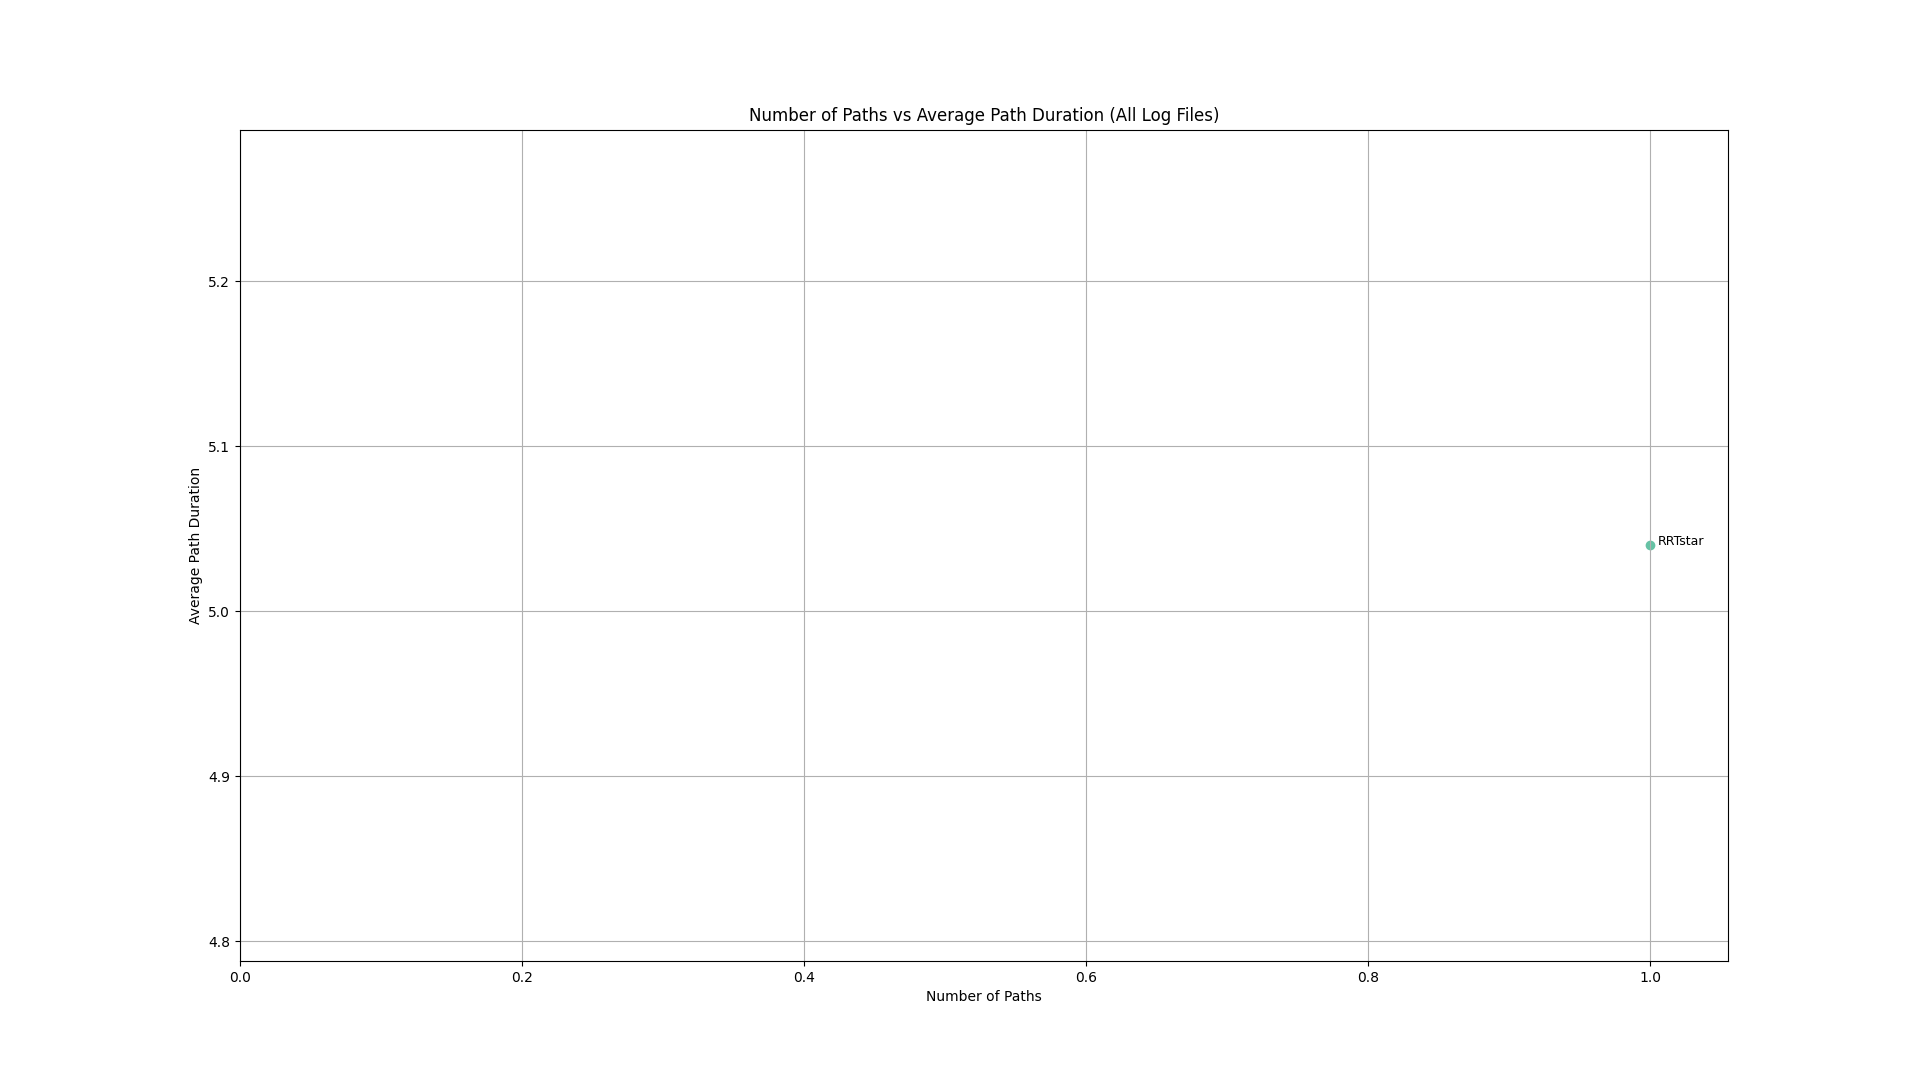 Number of Paths vs Average Path Duration (All Log Files)
5.2
5.1
5.0
4.9
4.8
Average Path Duration
RRTstar
0.0 0.2 0.4 0.6 0.8 1.0
Number of Paths